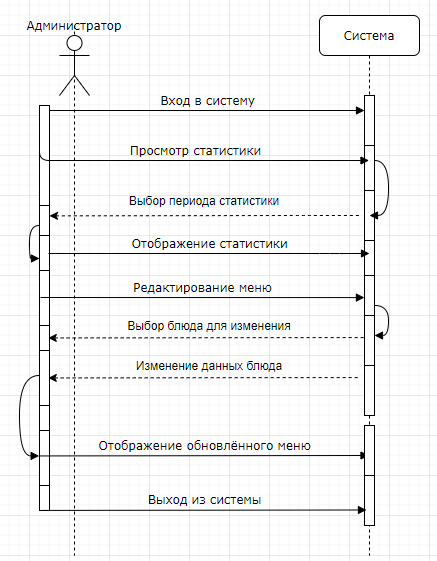 Администратор
Система
Вход в систему
Просмотр статистики
Выбор периода статистики
Отображение статистики
Редактирование меню
Выбор блюда для изменения
Изменение данных блюда
Отображение обновлённого меню
Выход из системы